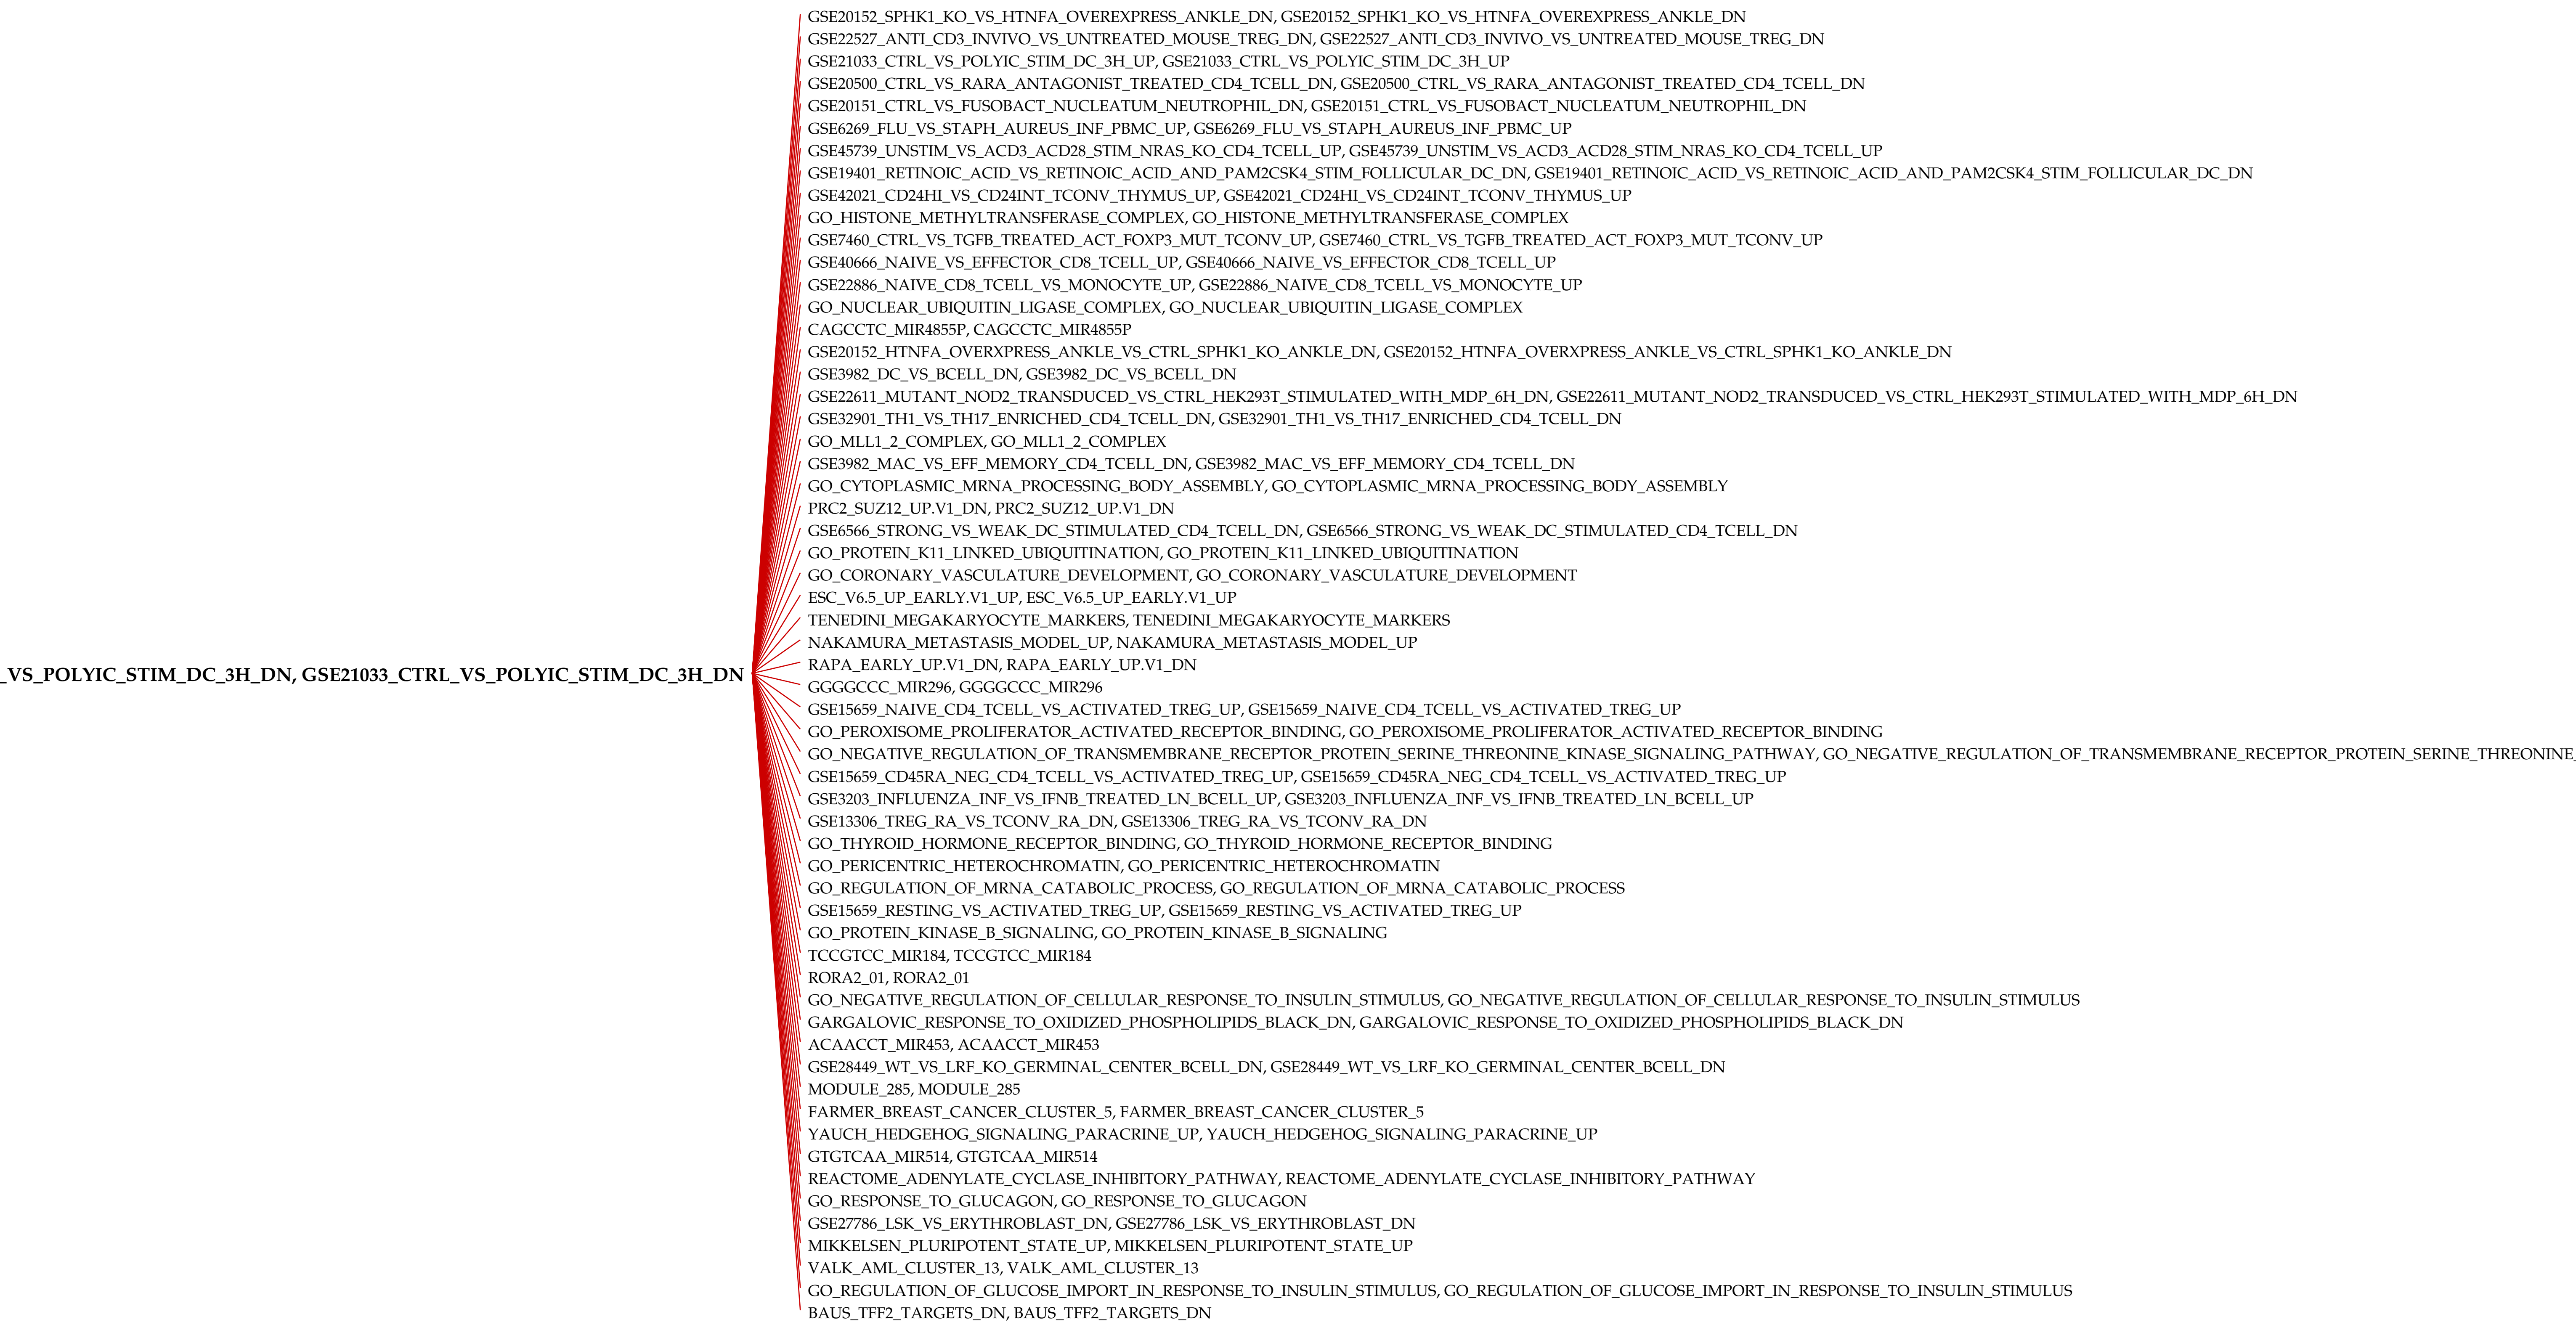 GSE20152_SPHK1_KO_VS_HTNFA_OVEREXPRESS_ANKLE_DN, GSE20152_SPHK1_KO_VS_HTNFA_OVEREXPRESS_ANKLE_DN
GSE22527_ANTI_CD3_INVIVO_VS_UNTREATED_MOUSE_TREG_DN, GSE22527_ANTI_CD3_INVIVO_VS_UNTREATED_MOUSE_TREG_DN
GSE21033_CTRL_VS_POLYIC_STIM_DC_3H_UP, GSE21033_CTRL_VS_POLYIC_STIM_DC_3H_UP
GSE20500_CTRL_VS_RARA_ANTAGONIST_TREATED_CD4_TCELL_DN, GSE20500_CTRL_VS_RARA_ANTAGONIST_TREATED_CD4_TCELL_DN
GSE20151_CTRL_VS_FUSOBACT_NUCLEATUM_NEUTROPHIL_DN, GSE20151_CTRL_VS_FUSOBACT_NUCLEATUM_NEUTROPHIL_DN
GSE6269_FLU_VS_STAPH_AUREUS_INF_PBMC_UP, GSE6269_FLU_VS_STAPH_AUREUS_INF_PBMC_UP
GSE45739_UNSTIM_VS_ACD3_ACD28_STIM_NRAS_KO_CD4_TCELL_UP, GSE45739_UNSTIM_VS_ACD3_ACD28_STIM_NRAS_KO_CD4_TCELL_UP
GSE19401_RETINOIC_ACID_VS_RETINOIC_ACID_AND_PAM2CSK4_STIM_FOLLICULAR_DC_DN, GSE19401_RETINOIC_ACID_VS_RETINOIC_ACID_AND_PAM2CSK4_STIM_FOLLICULAR_DC_DN
GSE42021_CD24HI_VS_CD24INT_TCONV_THYMUS_UP, GSE42021_CD24HI_VS_CD24INT_TCONV_THYMUS_UP
GO_HISTONE_METHYLTRANSFERASE_COMPLEX, GO_HISTONE_METHYLTRANSFERASE_COMPLEX
GSE7460_CTRL_VS_TGFB_TREATED_ACT_FOXP3_MUT_TCONV_UP, GSE7460_CTRL_VS_TGFB_TREATED_ACT_FOXP3_MUT_TCONV_UP
GSE40666_NAIVE_VS_EFFECTOR_CD8_TCELL_UP, GSE40666_NAIVE_VS_EFFECTOR_CD8_TCELL_UP
GSE22886_NAIVE_CD8_TCELL_VS_MONOCYTE_UP, GSE22886_NAIVE_CD8_TCELL_VS_MONOCYTE_UP
GO_NUCLEAR_UBIQUITIN_LIGASE_COMPLEX, GO_NUCLEAR_UBIQUITIN_LIGASE_COMPLEX
CAGCCTC_MIR4855P, CAGCCTC_MIR4855P
GSE20152_HTNFA_OVERXPRESS_ANKLE_VS_CTRL_SPHK1_KO_ANKLE_DN, GSE20152_HTNFA_OVERXPRESS_ANKLE_VS_CTRL_SPHK1_KO_ANKLE_DN
GSE3982_DC_VS_BCELL_DN, GSE3982_DC_VS_BCELL_DN
GSE22611_MUTANT_NOD2_TRANSDUCED_VS_CTRL_HEK293T_STIMULATED_WITH_MDP_6H_DN, GSE22611_MUTANT_NOD2_TRANSDUCED_VS_CTRL_HEK293T_STIMULATED_WITH_MDP_6H_DN
GSE32901_TH1_VS_TH17_ENRICHED_CD4_TCELL_DN, GSE32901_TH1_VS_TH17_ENRICHED_CD4_TCELL_DN
GO_MLL1_2_COMPLEX, GO_MLL1_2_COMPLEX
GSE3982_MAC_VS_EFF_MEMORY_CD4_TCELL_DN, GSE3982_MAC_VS_EFF_MEMORY_CD4_TCELL_DN
GO_CYTOPLASMIC_MRNA_PROCESSING_BODY_ASSEMBLY, GO_CYTOPLASMIC_MRNA_PROCESSING_BODY_ASSEMBLY
PRC2_SUZ12_UP.V1_DN, PRC2_SUZ12_UP.V1_DN
GSE6566_STRONG_VS_WEAK_DC_STIMULATED_CD4_TCELL_DN, GSE6566_STRONG_VS_WEAK_DC_STIMULATED_CD4_TCELL_DN
GO_PROTEIN_K11_LINKED_UBIQUITINATION, GO_PROTEIN_K11_LINKED_UBIQUITINATION
GO_CORONARY_VASCULATURE_DEVELOPMENT, GO_CORONARY_VASCULATURE_DEVELOPMENT
ESC_V6.5_UP_EARLY.V1_UP, ESC_V6.5_UP_EARLY.V1_UP
TENEDINI_MEGAKARYOCYTE_MARKERS, TENEDINI_MEGAKARYOCYTE_MARKERS
NAKAMURA_METASTASIS_MODEL_UP, NAKAMURA_METASTASIS_MODEL_UP
RAPA_EARLY_UP.V1_DN, RAPA_EARLY_UP.V1_DN
_VS_POLYIC_STIM_DC_3H_DN, GSE21033_CTRL_VS_POLYIC_STIM_DC_3H_DN
GGGGCCC_MIR296, GGGGCCC_MIR296
GSE15659_NAIVE_CD4_TCELL_VS_ACTIVATED_TREG_UP, GSE15659_NAIVE_CD4_TCELL_VS_ACTIVATED_TREG_UP
GO_PEROXISOME_PROLIFERATOR_ACTIVATED_RECEPTOR_BINDING, GO_PEROXISOME_PROLIFERATOR_ACTIVATED_RECEPTOR_BINDING
GO_NEGATIVE_REGULATION_OF_TRANSMEMBRANE_RECEPTOR_PROTEIN_SERINE_THREONINE_KINASE_SIGNALING_PATHWAY, GO_NEGATIVE_REGULATION_OF_TRANSMEMBRANE_RECEPTOR_PROTEIN_SERINE_THREONINE_
GSE15659_CD45RA_NEG_CD4_TCELL_VS_ACTIVATED_TREG_UP, GSE15659_CD45RA_NEG_CD4_TCELL_VS_ACTIVATED_TREG_UP
GSE3203_INFLUENZA_INF_VS_IFNB_TREATED_LN_BCELL_UP, GSE3203_INFLUENZA_INF_VS_IFNB_TREATED_LN_BCELL_UP
GSE13306_TREG_RA_VS_TCONV_RA_DN, GSE13306_TREG_RA_VS_TCONV_RA_DN
GO_THYROID_HORMONE_RECEPTOR_BINDING, GO_THYROID_HORMONE_RECEPTOR_BINDING
GO_PERICENTRIC_HETEROCHROMATIN, GO_PERICENTRIC_HETEROCHROMATIN
GO_REGULATION_OF_MRNA_CATABOLIC_PROCESS, GO_REGULATION_OF_MRNA_CATABOLIC_PROCESS
GSE15659_RESTING_VS_ACTIVATED_TREG_UP, GSE15659_RESTING_VS_ACTIVATED_TREG_UP
GO_PROTEIN_KINASE_B_SIGNALING, GO_PROTEIN_KINASE_B_SIGNALING
TCCGTCC_MIR184, TCCGTCC_MIR184
RORA2_01, RORA2_01
GO_NEGATIVE_REGULATION_OF_CELLULAR_RESPONSE_TO_INSULIN_STIMULUS, GO_NEGATIVE_REGULATION_OF_CELLULAR_RESPONSE_TO_INSULIN_STIMULUS
GARGALOVIC_RESPONSE_TO_OXIDIZED_PHOSPHOLIPIDS_BLACK_DN, GARGALOVIC_RESPONSE_TO_OXIDIZED_PHOSPHOLIPIDS_BLACK_DN
ACAACCT_MIR453, ACAACCT_MIR453
GSE28449_WT_VS_LRF_KO_GERMINAL_CENTER_BCELL_DN, GSE28449_WT_VS_LRF_KO_GERMINAL_CENTER_BCELL_DN
MODULE_285, MODULE_285
FARMER_BREAST_CANCER_CLUSTER_5, FARMER_BREAST_CANCER_CLUSTER_5
YAUCH_HEDGEHOG_SIGNALING_PARACRINE_UP, YAUCH_HEDGEHOG_SIGNALING_PARACRINE_UP
GTGTCAA_MIR514, GTGTCAA_MIR514
REACTOME_ADENYLATE_CYCLASE_INHIBITORY_PATHWAY, REACTOME_ADENYLATE_CYCLASE_INHIBITORY_PATHWAY
GO_RESPONSE_TO_GLUCAGON, GO_RESPONSE_TO_GLUCAGON
GSE27786_LSK_VS_ERYTHROBLAST_DN, GSE27786_LSK_VS_ERYTHROBLAST_DN
MIKKELSEN_PLURIPOTENT_STATE_UP, MIKKELSEN_PLURIPOTENT_STATE_UP
VALK_AML_CLUSTER_13, VALK_AML_CLUSTER_13
GO_REGULATION_OF_GLUCOSE_IMPORT_IN_RESPONSE_TO_INSULIN_STIMULUS, GO_REGULATION_OF_GLUCOSE_IMPORT_IN_RESPONSE_TO_INSULIN_STIMULUS
BAUS_TFF2_TARGETS_DN, BAUS_TFF2_TARGETS_DN